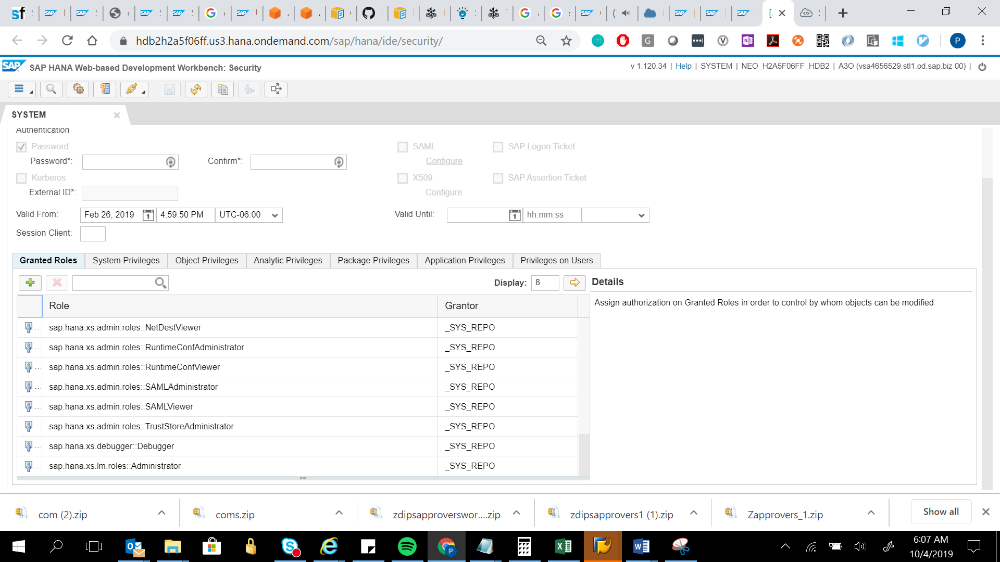 hdb2h2a5f06ff.us3.hana.ondemand.com/sap/hana/ide/security/
SAP SAP HANA Web-based Development Workbench: Security
v 1.120.34 | Help | SYSTEM | NEO_H2A5F06FF_HDB2 | A3O (vsa4656529.stl1.od.sap.biz 00) |
SYSTEM
Authentication
Password
SAML
SAP Logon Ticket
Password*:
Confirm*:
Configure
Kerberos
X509
SAP Assertion Ticket
External ID*:
Configure
Valid From: Feb 26, 2019 4:59:50 PM UTC-06:00
Valid Until: hh:mm:ss
Session Client:
Granted Roles System Privileges Object Privileges Analytic Privileges Package Privileges Application Privileges Privileges on Users
Display: 8
Details
Assign authorization on Granted Roles in order to control by whom objects can be modified
Role Grantor
sap.hana.xs.admin.roles::NetDestViewer _SYS_REPO
sap.hana.xs.admin.roles::RuntimeConfAdministrator _SYS_REPO
sap.hana.xs.admin.roles::RuntimeConfViewer _SYS_REPO
sap.hana.xs.admin.roles::SAMLAdministrator _SYS_REPO
sap.hana.xs.admin.roles::SAMLViewer _SYS_REPO
sap.hana.xs.admin.roles::TrustStoreAdministrator _SYS_REPO
sap.hana.xs.debugger::Debugger _SYS_REPO
sap.hana.xs.lm.roles::Administrator _SYS_REPO
com (2).zip
coms.zip
zdipsapproverswor....zip
zdipsapprovers1 (1).zip
Zapprovers_1.zip
Show all
6:07 AM
10/4/2019